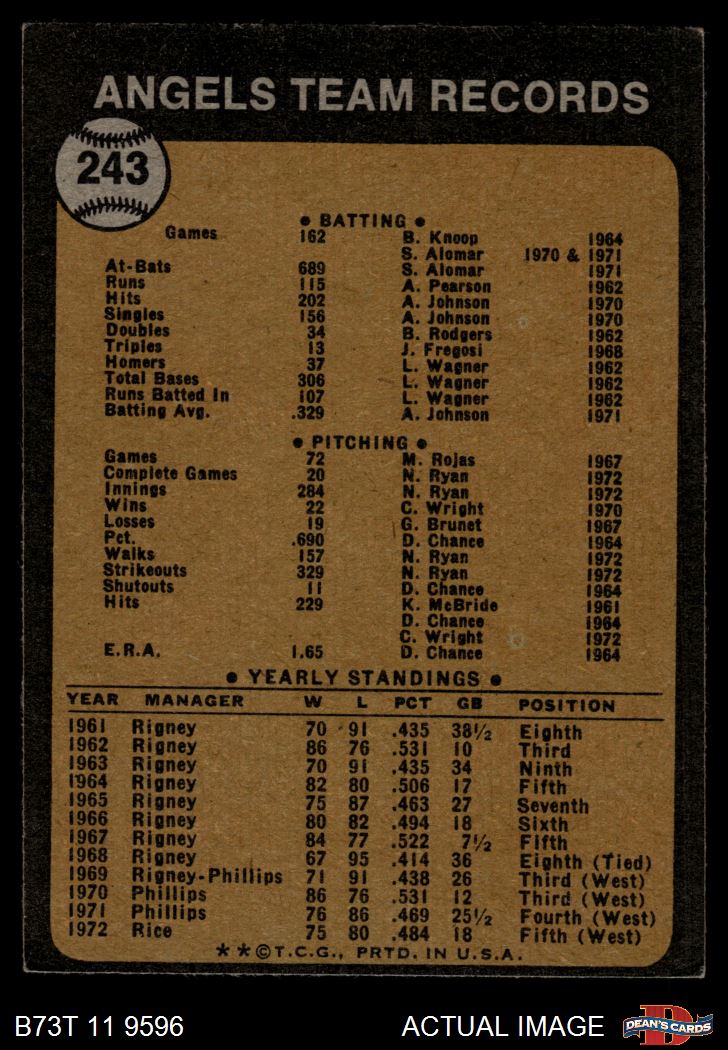 ANGELS TEAM RECORDS
243
• BATTING •
Games 162 B. Knoop 1964
S. Alomar 1970 & 1971
At-Bats 689 S. Alomar 1971
Runs 115 A. Pearson 1962
Hits 202 A. Johnson 1970
Singles 156 A. Johnson 1970
Doubles 34 B. Rodgers 1962
Triples 13 J. Fregosi 1968
Homers 37 L. Wagner 1962
Total Bases 306 L. Wagner 1962
Runs Batted In 107 L. Wagner 1962
Batting Avg. .329 A. Johnson 1971
• PITCHING •
Games 72 M. Rojas 1967
Complete Games 20 N. Ryan 1972
Innings 284 N. Ryan 1972
Wins 22 C. Wright 1970
Losses 19 G. Brunet 1967
Pct. .690 D. Chance 1964
Walks 157 N. Ryan 1972
Strikeouts 329 N. Ryan 1972
Shutouts 11 D. Chance 1964
Hits 229 K. McBride 1961
D. Chance 1964
C. Wright 1972
E.R.A. 1.65 D. Chance 1964
• YEARLY STANDINGS •
YEAR MANAGER W L PCT GB POSITION
1961 Rigney 70 91 .435 38½ Eighth
1962 Rigney 86 76 .531 10 Third
1963 Rigney 70 91 .435 34 Ninth
1964 Rigney 82 80 .506 17 Fifth
1965 Rigney 75 87 .463 27 Seventh
1966 Rigney 80 82 .494 18 Sixth
1967 Rigney 84 77 .522 7½ Fifth
1968 Rigney 67 95 .414 36 Eighth (Tied)
1969 Rigney-Phillips 71 91 .438 26 Third (West)
1970 Phillips 86 76 .531 12 Third (West)
1971 Phillips 76 86 .469 25½ Fourth (West)
1972 Rice 75 80 .484 18 Fifth (West)
**©T.C.G., PRTD. IN U.S.A.
B73T 11 9596 ACTUAL IMAGE D DEAN'S CARDS